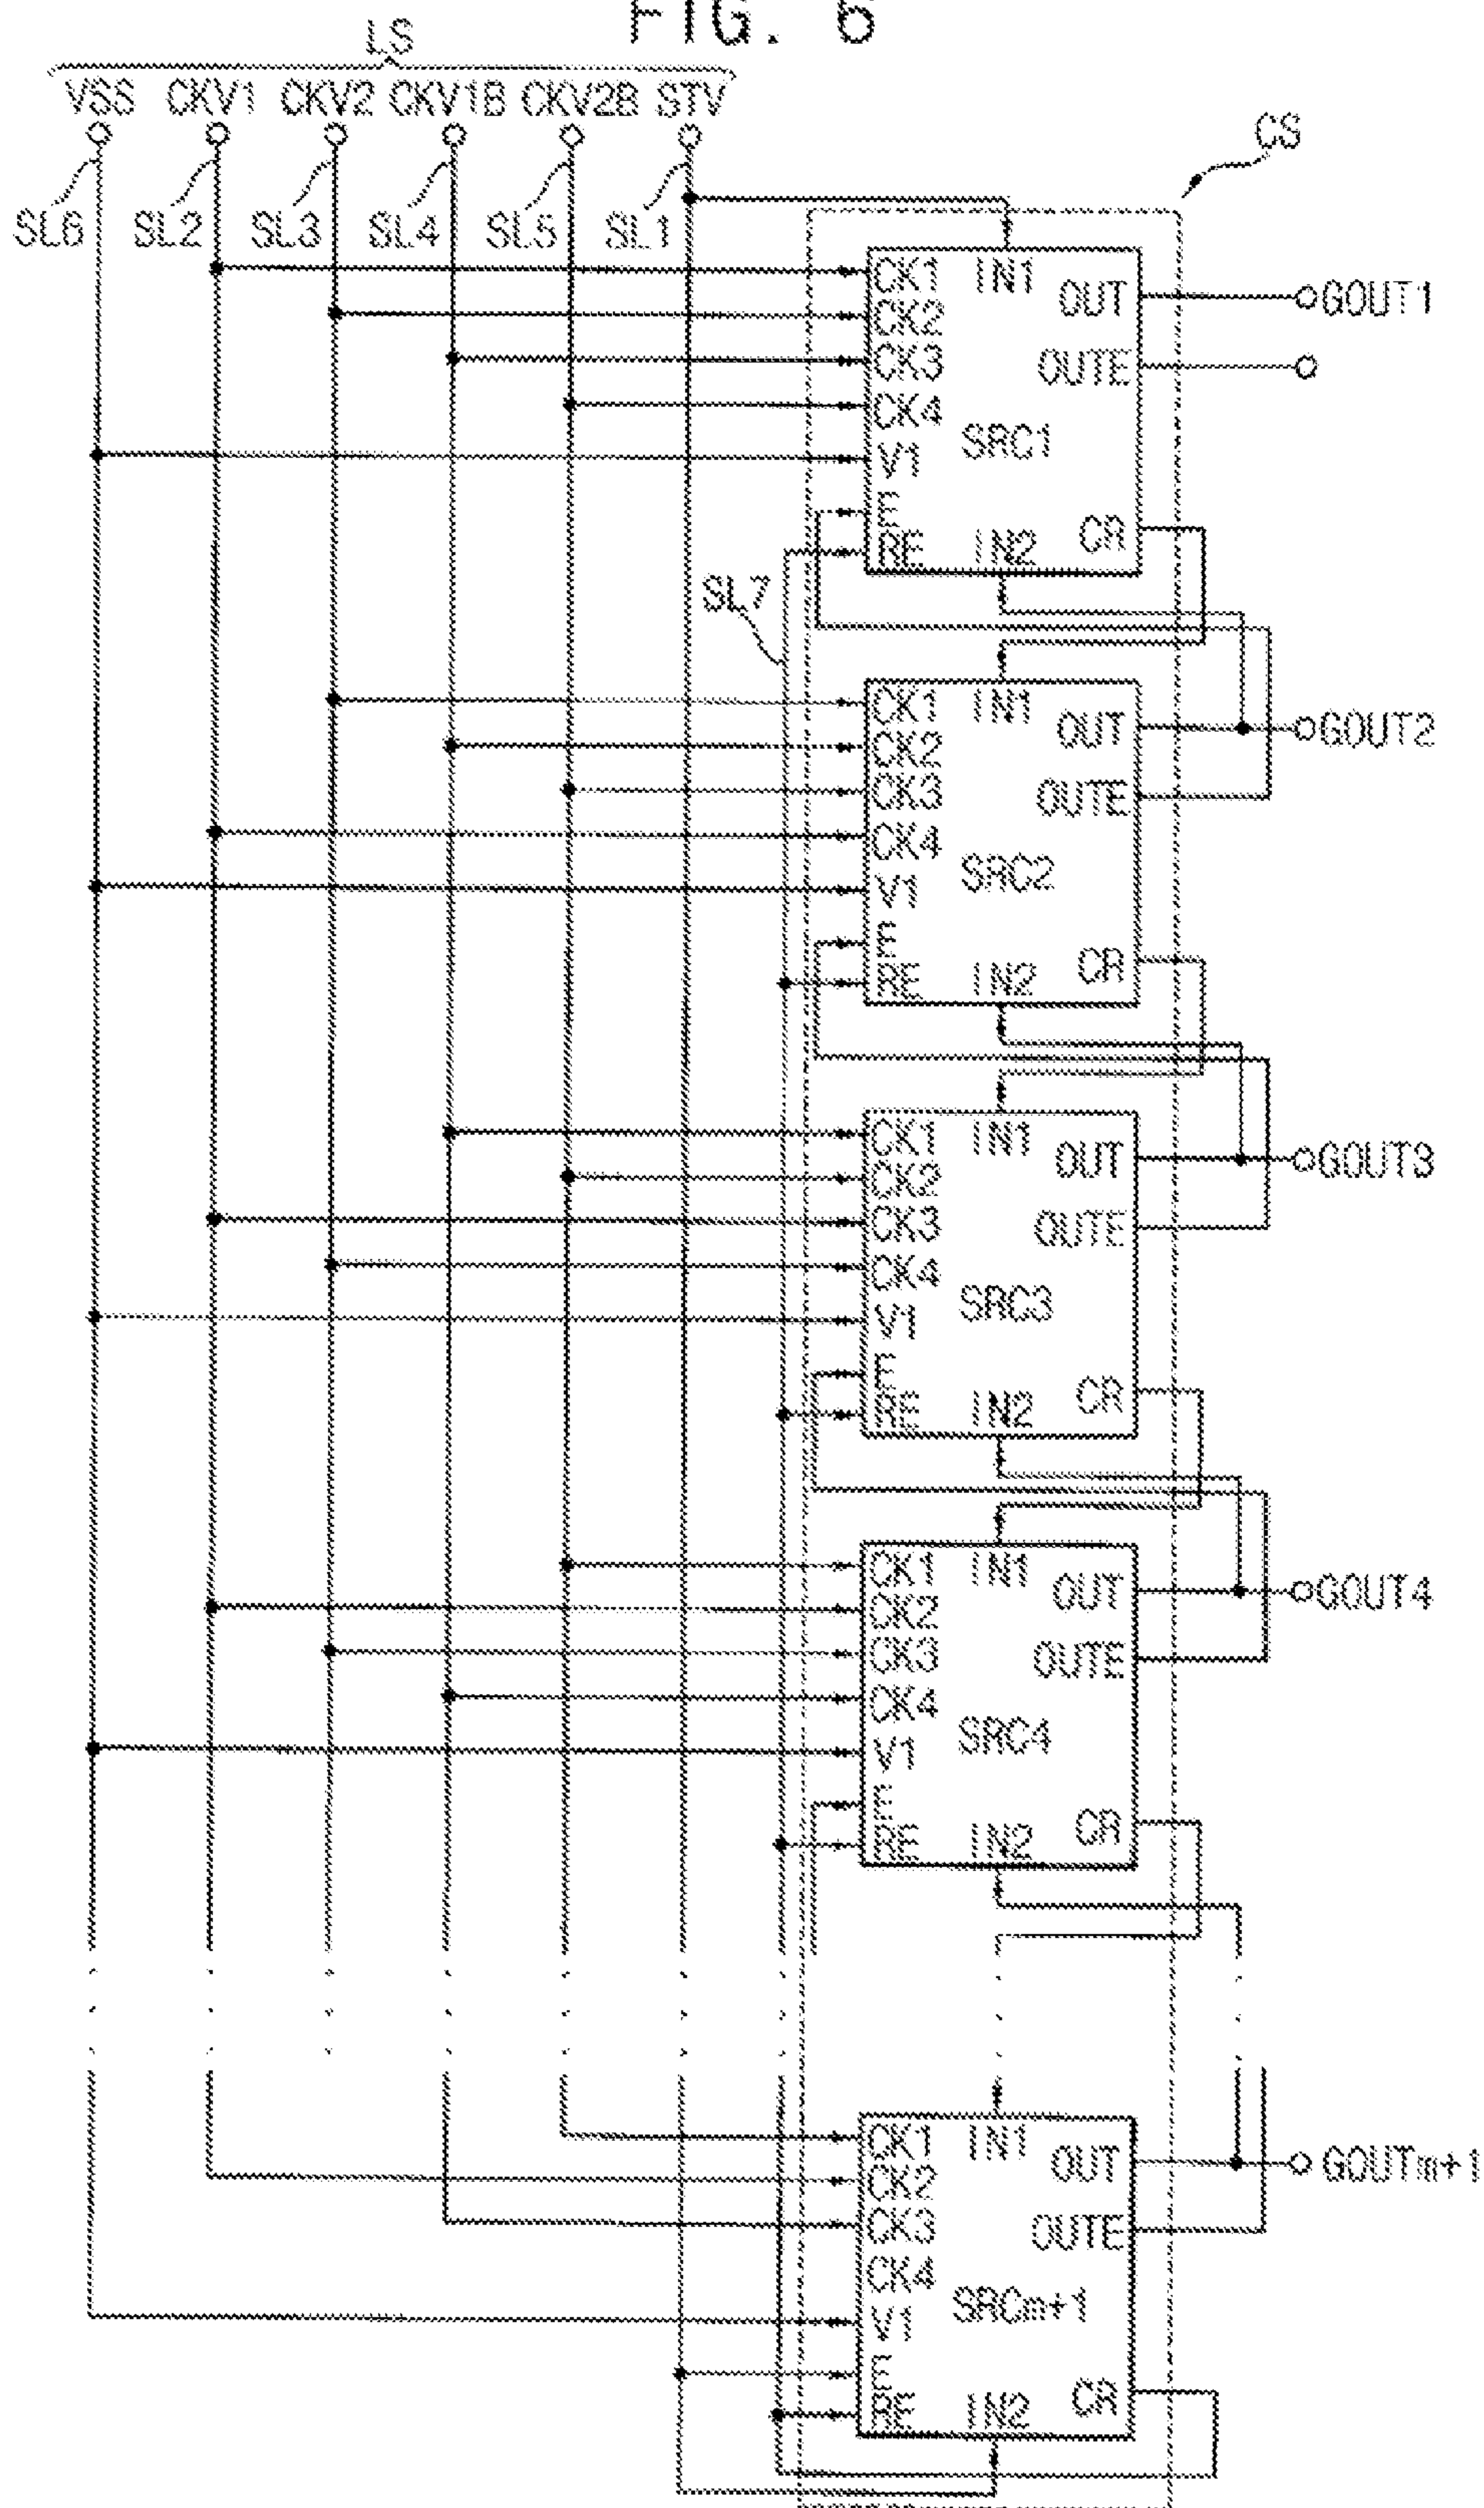 FIG. 6
LS
VSS CKV1 CKV2 CKV1B CKV2B STV
CS
SL6 SL2 SL3 SL4 SL5 SL1
CK1 IN1
OUT GOUT1
CK2
CK3 OUTE
CK4
SRC1
V1
E
CR
RE IN2
SL7
CK1 IN1
OUT GOUT2
CK2
CK3 OUTE
CK4
SRC2
V1
E
CR
RE IN2
CK1 IN1
OUT GOUT3
CK2
CK3 OUTE
CK4
SRC3
V1
E
CR
RE IN2
CK1 IN1
OUT GOUT4
CK2
CK3 OUTE
CK4
SRC4
V1
E
CR
RE IN2
CK1 IN1
OUT GOUTm+1
CK2
CK3 OUTE
CK4
SRCm+1
V1
E
CR
RE IN2